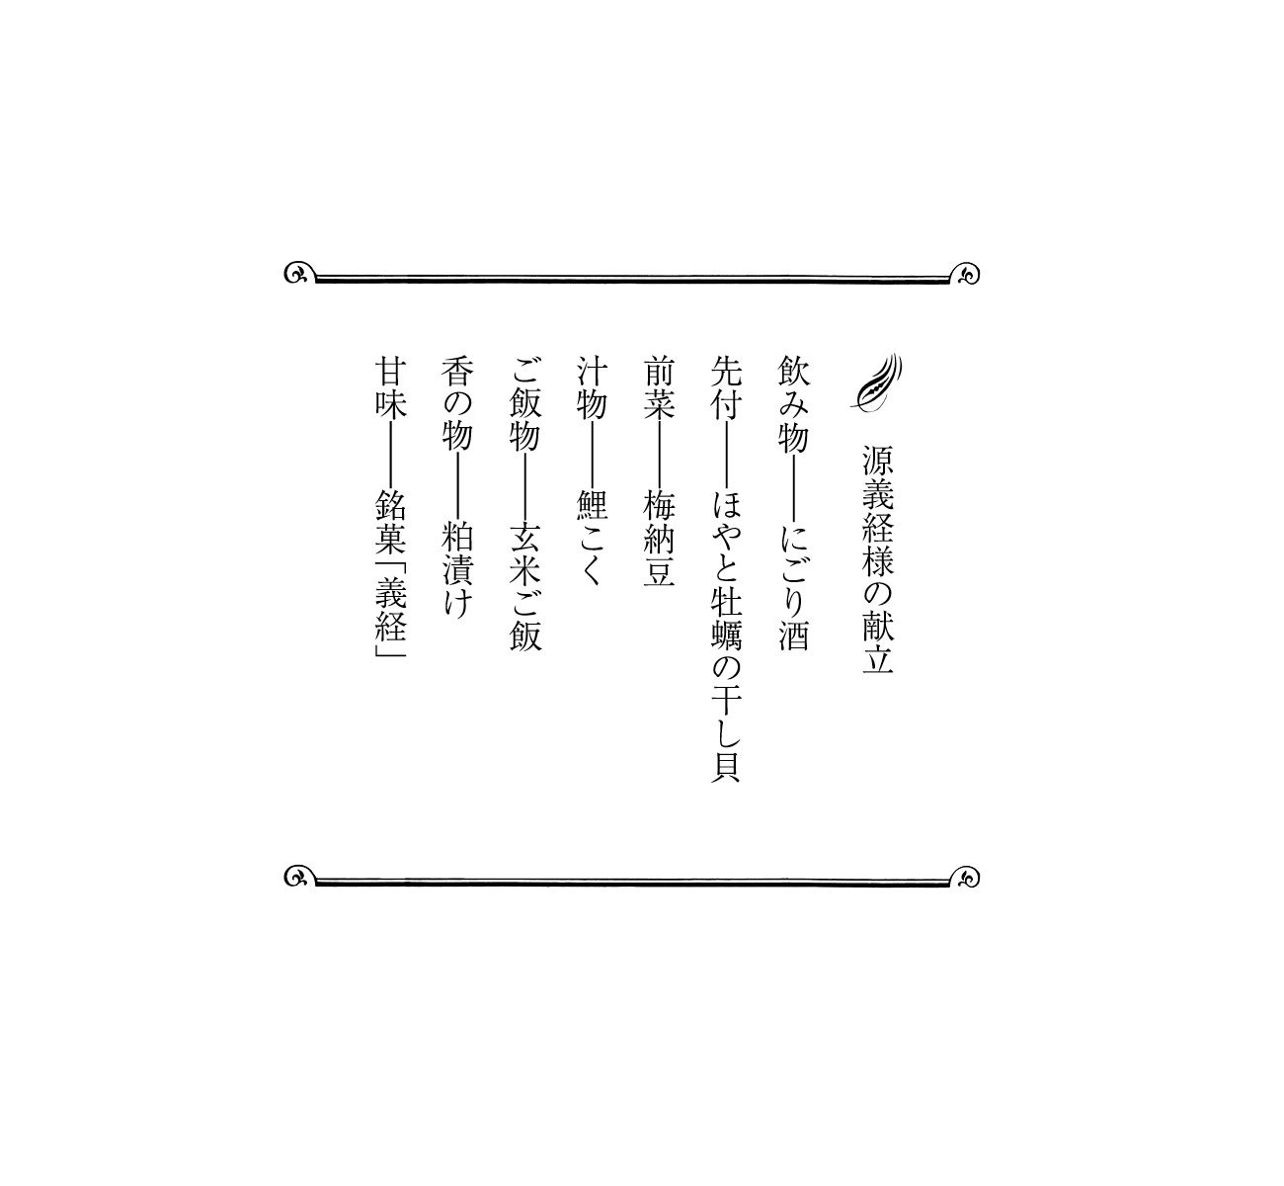 源義経様の献立
飲み物——にごり酒
先付——ほやと牡蠣の干し貝
前菜——梅納豆
汁物——鯉こく
ご飯物——玄米ご飯
香の物——粕漬け
甘味——銘菓「義経」